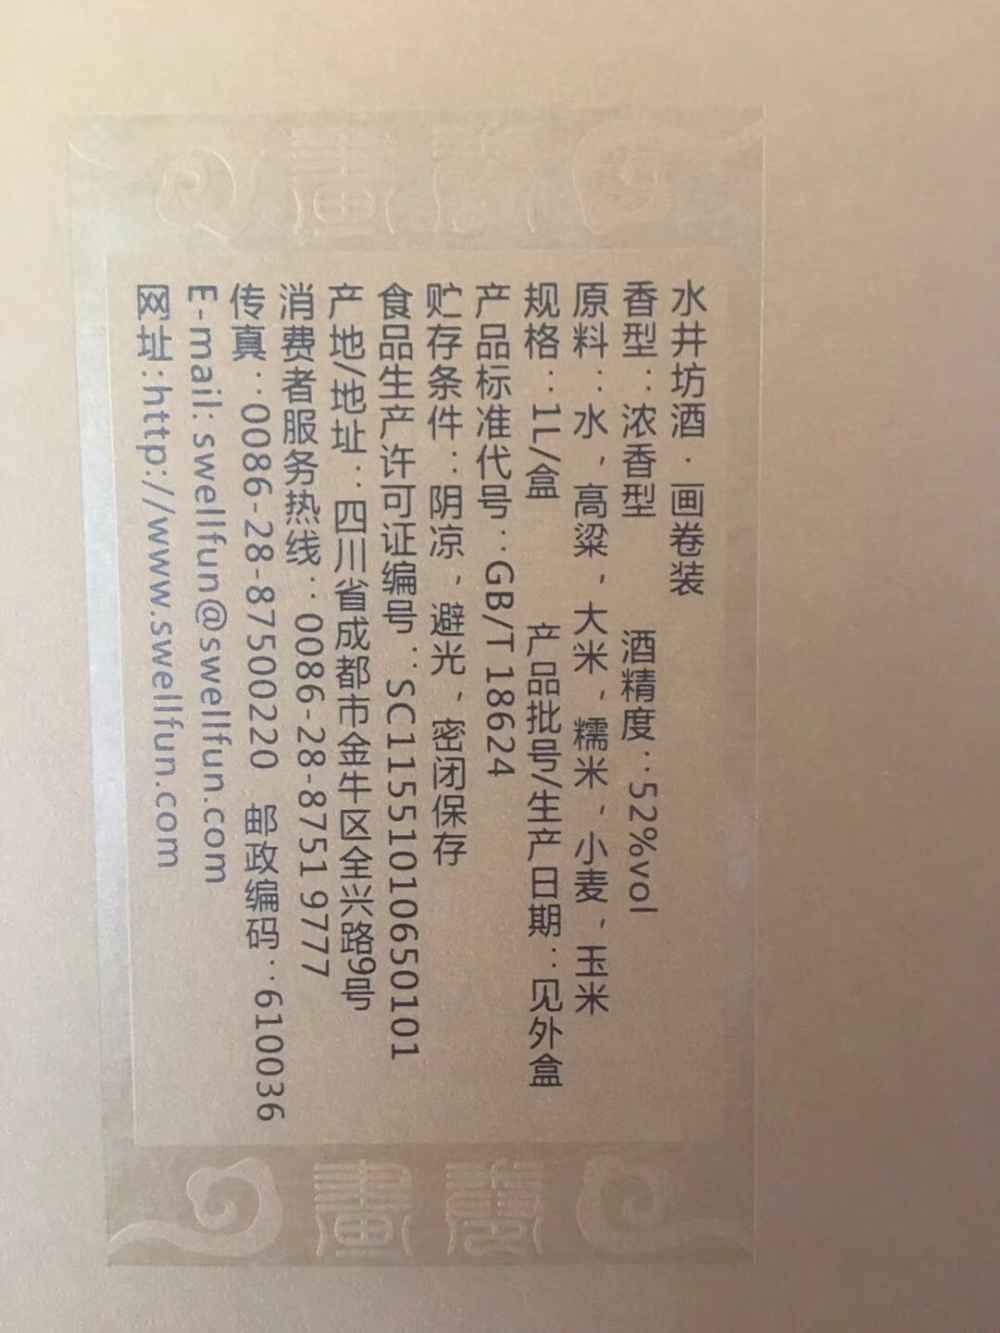 水井坊酒·画卷装
香型：浓香型 酒精度：52%vol
原料：水，高粱，大米，糯米，小麦，玉米
规格：1L/盒 产品批号/生产日期：见外盒
产品标准代号：GB/T 18624
贮存条件：阴凉，避光，密闭保存
食品生产许可证编号：SC11551010650101
产地/地址：四川省成都市金牛区全兴路9号
消费者服务热线：0086-28-8751 9777
传真：0086-28-87500220 邮政编码：610036
E-mail: swellfun@swellfun.com
网址:http://www.swellfun.com